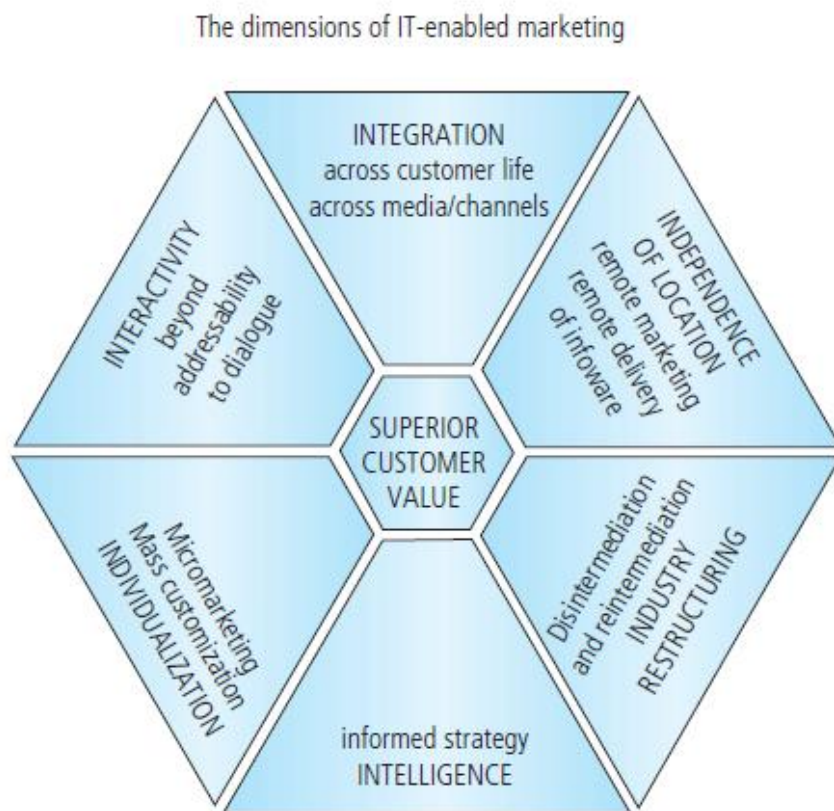 The dimensions of IT-enabled marketing
INTEGRATION
across customer life
across media/channels
INDEPENDENCE
OF LOCATION
remote marketing
remote delivery
of infoware
INTERACTIVITY
beyond
addressability
to dialogue
SUPERIOR
CUSTOMER
VALUE
Micromarketing
Mass customization
INDIVIDUALIZATION
Disintermediation
and reintermediation
INDUSTRY
RESTRUCTURING
informed strategy
INTELLIGENCE